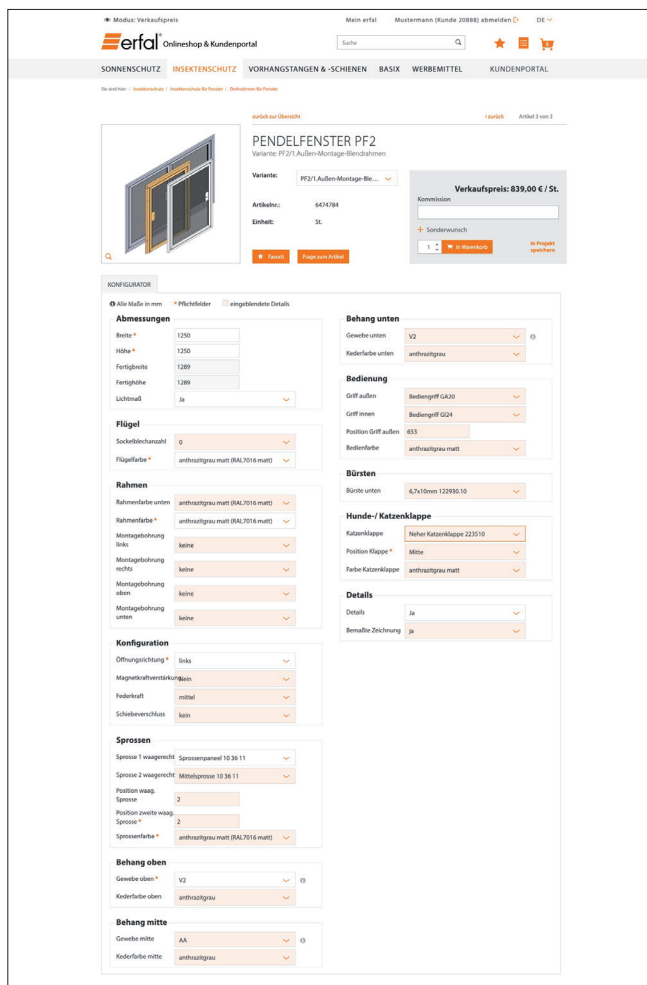 Modus: Verkaufspreis
Mein erfal
Mustermann (Kunde 20888) abmelden
DE
erfal
Onlineshop & Kundenportal
Suche
SONNENSCHUTZ INSEKTENSCHUTZ VORHANGSTANGEN & -SCHIENEN BASIX WERBEMITTEL KUNDENPORTAL
Sie sind hier: / Insektenschutz / Insektenschutz für Fenster / Drehrahmen für Fenster
zurück zur Übersicht
‹ zurück Artikel 3 von 3
PENDELFENSTER PF2
Variante: PF2/1.Außen-Montage-Blendrahmen
Variante: PF2/1.Außen-Montage-Ble...
Artikelnr.: 6474784
Einheit: St.
Favorit
Frage zum Artikel
Verkaufspreis: 839,00 € / St.
Kommission
+ Sonderwunsch
1 In Warenkorb
in Projekt
speichern
KONFIGURATOR
Alle Maße in mm * Pflichtfelder eingeblendete Details
Abmessungen
Breite * 1250
Höhe * 1250
Fertigbreite 1289
Fertighöhe 1289
Lichtmaß Ja
Flügel
Sockelblechanzahl 0
Flügelfarbe * anthrazitgrau matt (RAL7016 matt)
Rahmen
Rahmenfarbe unten anthrazitgrau matt (RAL7016 matt)
Rahmenfarbe * anthrazitgrau matt (RAL7016 matt)
Montagebohrung
links keine
Montagebohrung
rechts keine
Montagebohrung
oben keine
Montagebohrung
unten keine
Konfiguration
Öffnungsrichtung * links
Magnetkraftverstärkung Nein
Federkraft mittel
Schiebeverschluss kein
Sprossen
Sprosse 1 waagerecht Sprossenpaneel 10 36 11
Sprosse 2 waagerecht Mittelsprosse 10 36 11
Position waag.
Sprosse 2
Position zweite waag.
Sprosse * 2
Sprossenfarbe * anthrazitgrau matt (RAL7016 matt)
Behang oben
Gewebe oben * V2
Kederfarbe oben anthrazitgrau
Behang mitte
Gewebe mitte AA
Kederfarbe mitte anthrazitgrau
Behang unten
Gewebe unten V2
Kederfarbe unten anthrazitgrau
Bedienung
Griff außen Bediengriff GA20
Griff innen Bediengriff GI24
Position Griff außen 653
Bedienfarbe anthrazitgrau matt
Bürsten
Bürste unten 6,7x10mm 122930.10
Hunde-/ Katzenklappe
Katzenklappe Neher Katzenklappe 223510
Position Klappe * Mitte
Farbe Katzenklappe anthrazitgrau matt
Details
Details Ja
Bemaßte Zeichnung ja